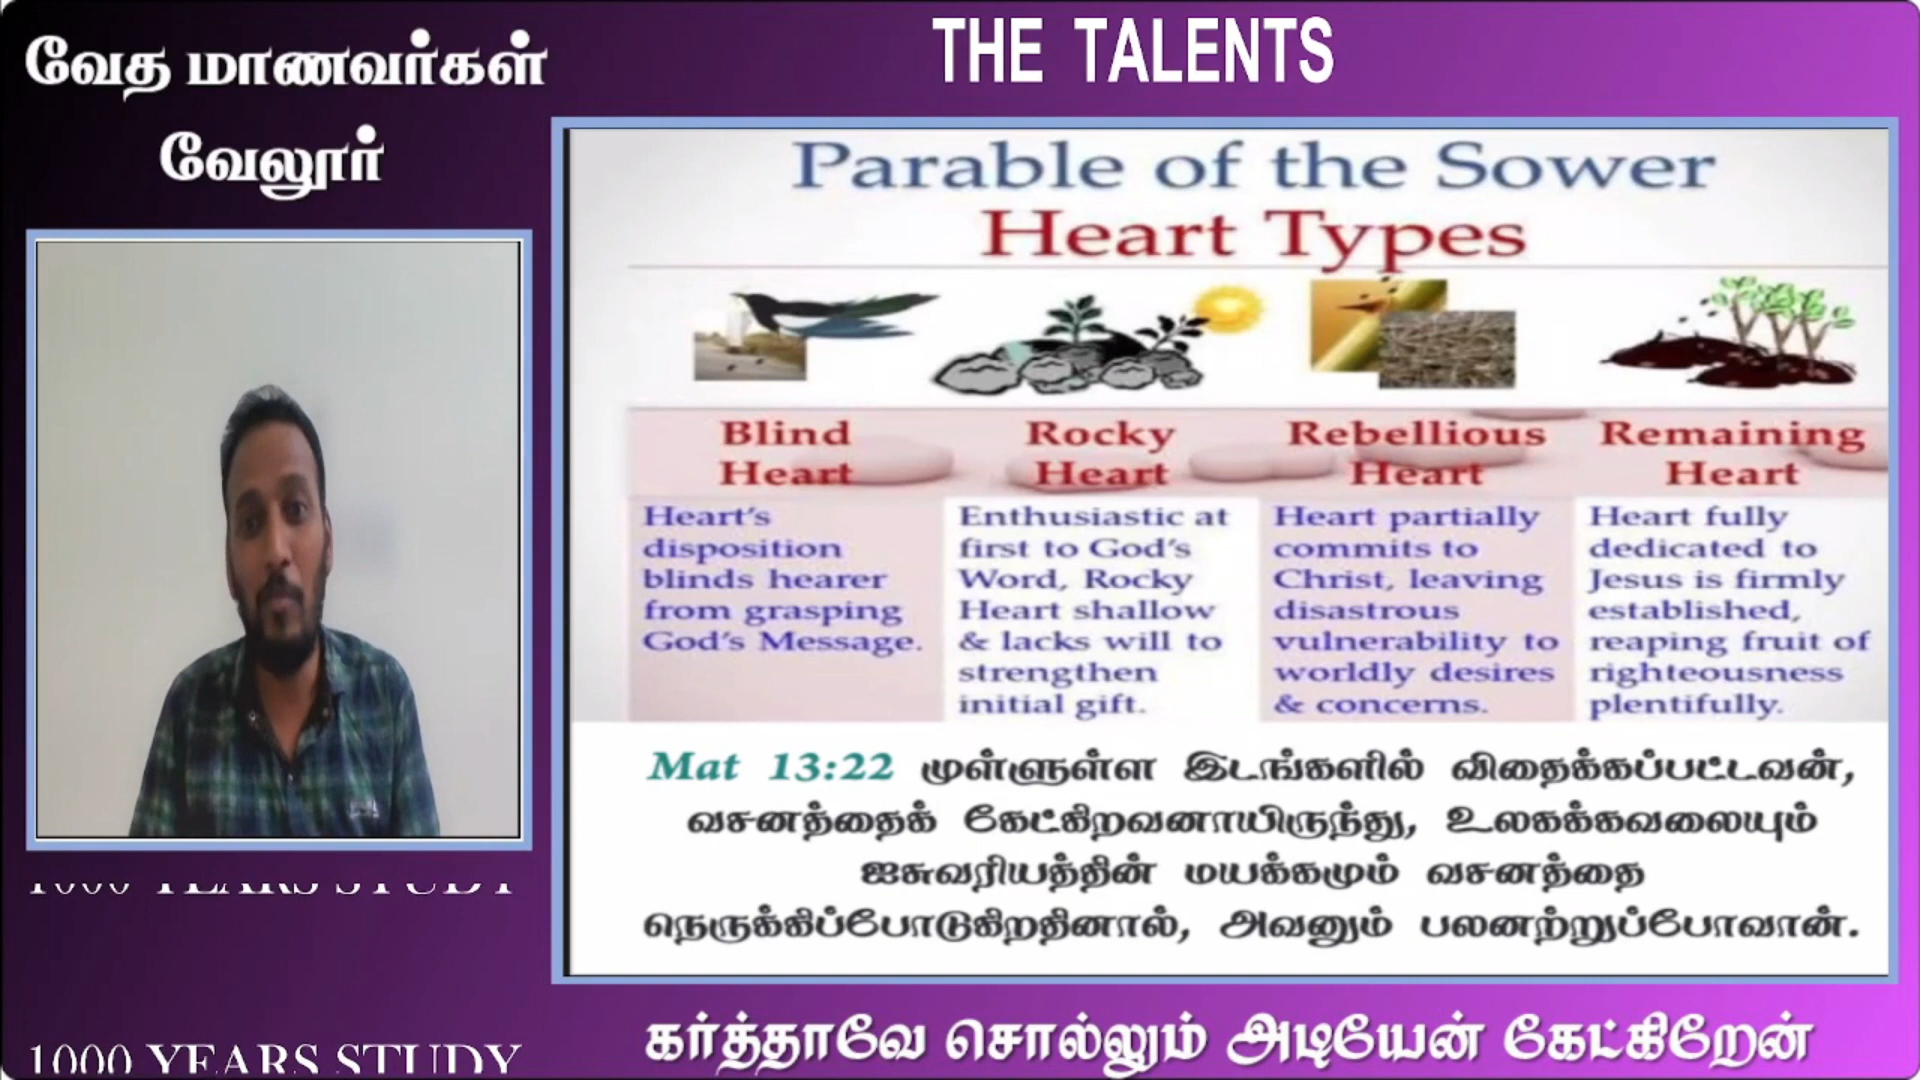 வேத மாணவர்கள்
வேலூர்
THE TALENTS
Parable of the Sower
Heart Types
Blind
Heart
Heart's
disposition
blinds hearer
from grasping
God's Message.
Rocky
Heart
Enthusiastic at
first to God's
Word, Rocky
Heart shallow
& lacks will to
strengthen
initial gift.
Rebellious
Heart
Heart partially
commits to
Christ, leaving
disastrous
vulnerability to
worldly desires
& concerns.
Remaining
Heart
Heart fully
dedicated to
Jesus is firmly
established,
reaping fruit of
righteousness
plentifully.
Mat 13:22 முள்ளுள்ள இடங்களில் விதைக்கப்பட்டவன்,
வசனத்தைக் கேட்கிறவனாயிருந்து, உலகக்கவலையும்
ஐசுவரியத்தின் மயக்கமும் வசனத்தை
நெருக்கிப்போடுகிறதினால், அவனும் பலனற்றுப்போவான்.
1000 YEARS STUDY
1000 YEARS STUDY
கர்த்தாவே சொல்லும் அடியேன் கேட்கிறேன்